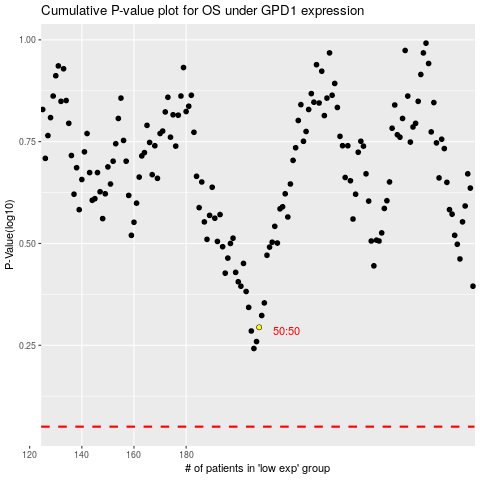 Cumulative P-value plot for OS under GPD1 expression
1.00
0.75
0.50
0.25
P-Value(log10)
50:50
120 140 160 180
# of patients in 'low exp' group